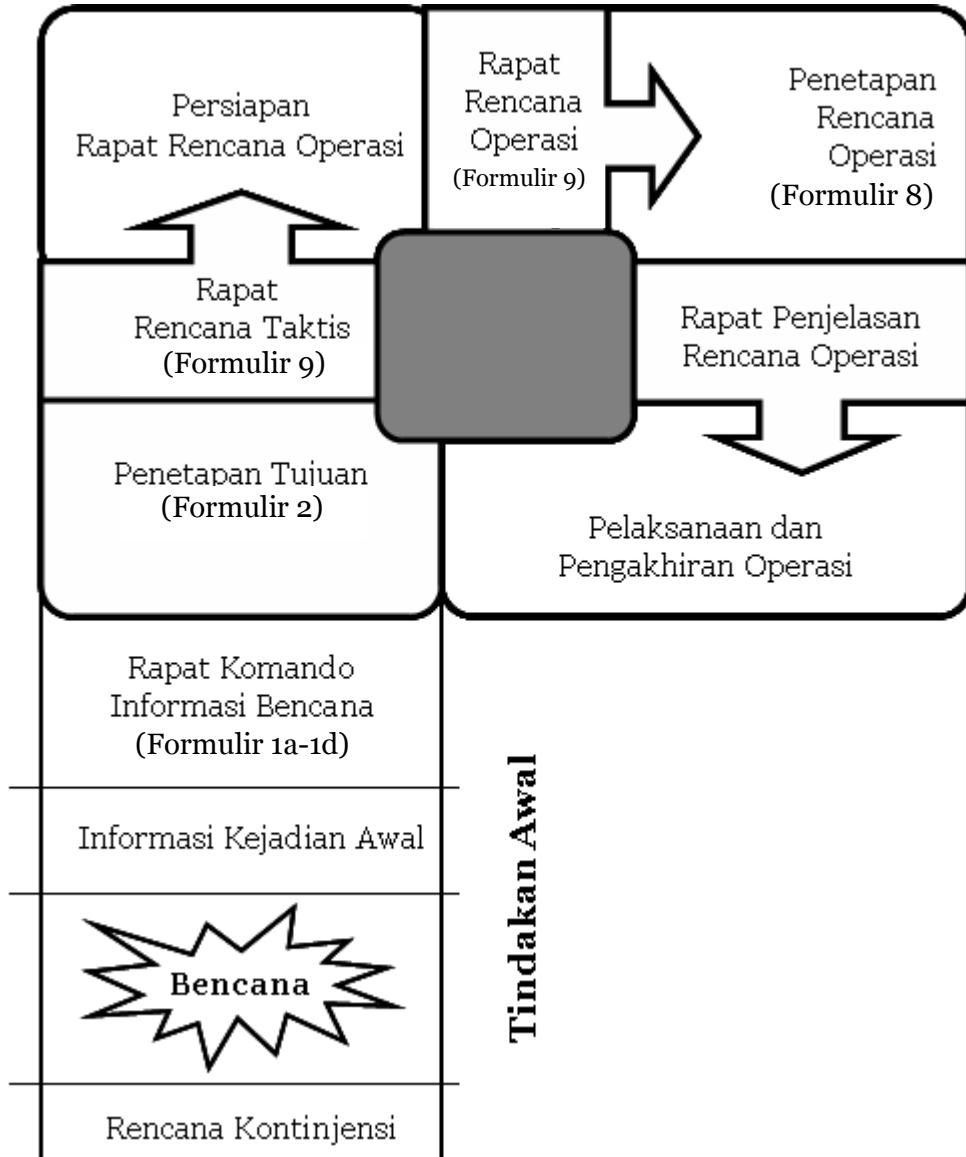 Persiapan
Rapat Rencana Operasi
Rapat
Rencana
Operasi
(Formulir 9)
Penetapan
Rencana
Operasi
(Formulir 8)
Rapat
Rencana Taktis
(Formulir 9)
Rapat Penjelasan
Rencana Operasi
Penetapan Tujuan
(Formulir 2)
Pelaksanaan dan
Pengakhiran Operasi
Rapat Komando
Informasi Bencana
(Formulir 1a-1d)
Informasi Kejadian Awal
Bencana
Rencana Kontinjensi
Tindakan Awal